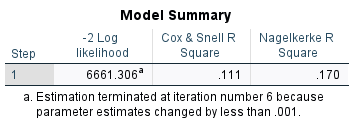 Model Summary
Step -2 Log likelihood Cox & Snell R Square Nagelkerke R Square
1 6661.306a .111 .170
a. Estimation terminated at iteration number 6 because
parameter estimates changed by less than .001.